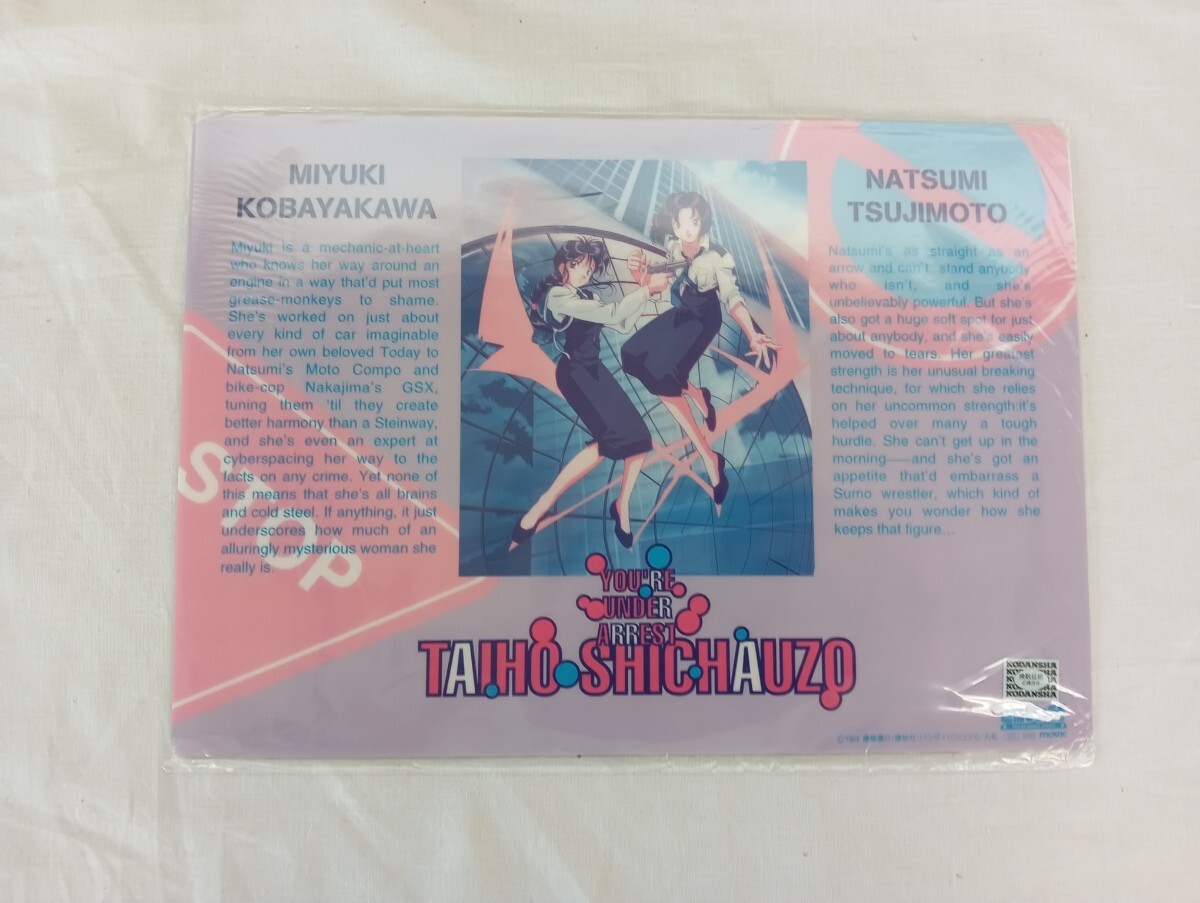 MIYUKI
KOBAYAKAWA
Miyuki is a mechanic-at-heart
who knows her way around an
engine in a way that'd put most
grease-monkeys to shame.
She's worked on just about
every kind of car imaginable
from her own beloved Today to
Natsumi's Moto Compo and
bike-cop Nakajima's GSX,
tuning them 'til they create
better harmony than a Steinway,
and she's even an expert at
cyberspacing her way to the
facts on any crime. Yet none of
this means that she's all brains
and cold steel. If anything, it just
underscores how much of an
alluringly mysterious woman she
really is.
NATSUMI
TSUJIMOTO
Natsumi's as straight as an
arrow and can't stand anybody
who isn't, and she's
unbelievably powerful. But she's
also got a huge soft spot for just
about anybody, and she's easily
moved to tears. Her greatest
strength is her unusual breaking
technique, for which she relies
on her uncommon strength:it's
helped over many a tough
hurdle. She can't get up in the
morning——and she's got an
appetite that'd embarrass a
Sumo wrestler, which kind of
makes you wonder how she
keeps that figure...
STOP
YOU'RE
UNDER
ARREST
TAIHO SHICHAUZO
KODANSHA
KODANSHA
movic